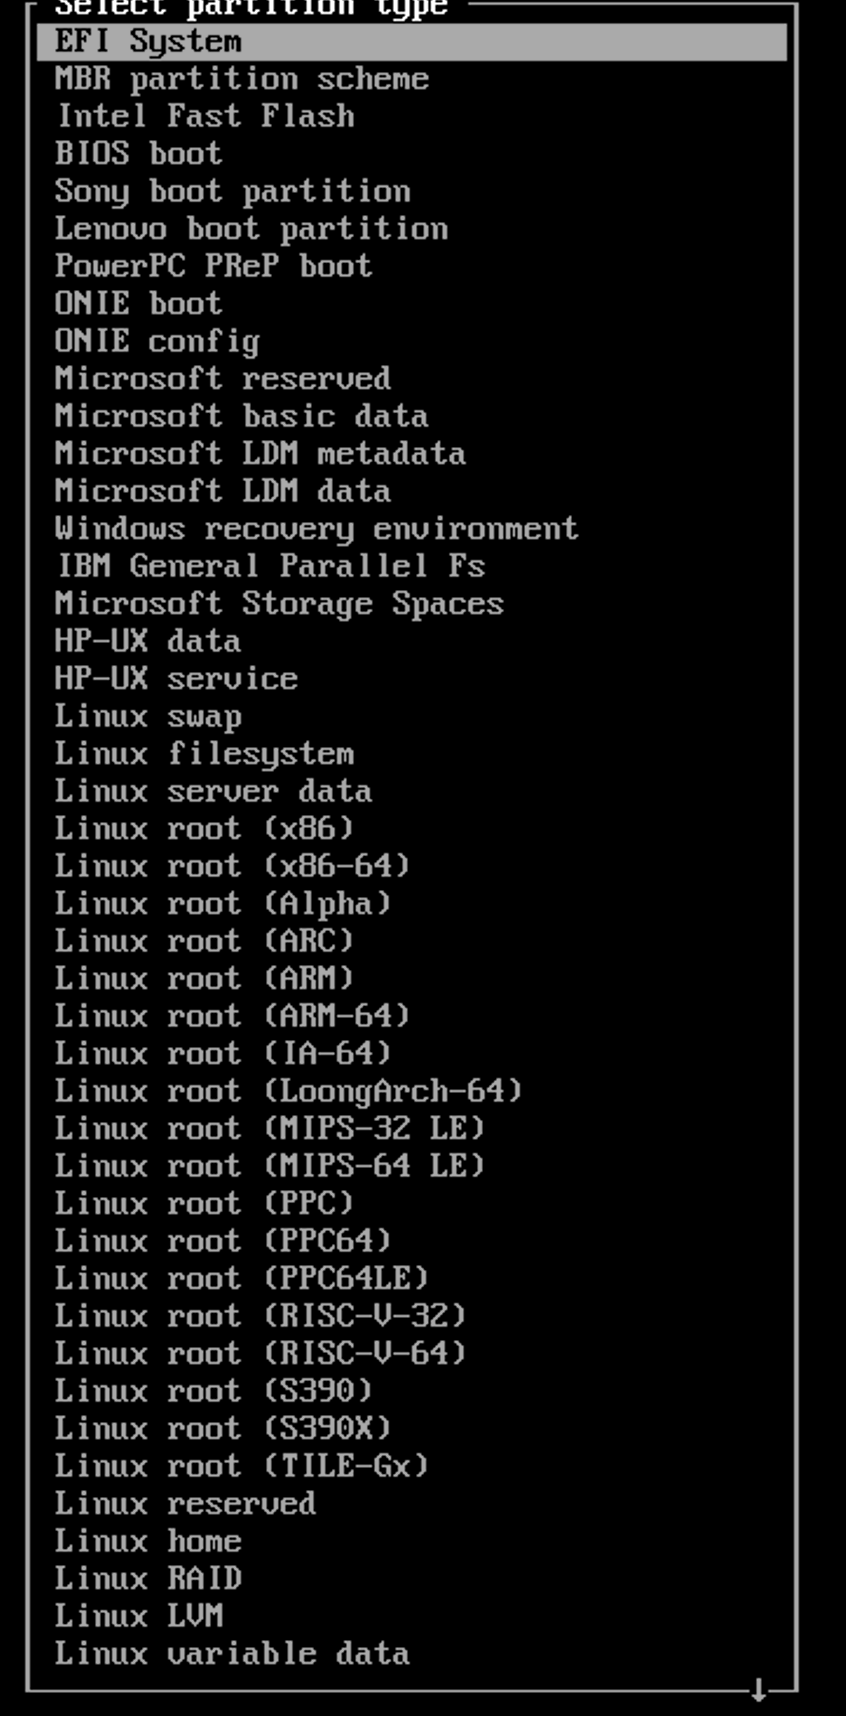 Select partition type
EFI System
MBR partition scheme
Intel Fast Flash
BIOS boot
Sony boot partition
Lenovo boot partition
PowerPC PReP boot
ONIE boot
ONIE config
Microsoft reserved
Microsoft basic data
Microsoft LDM metadata
Microsoft LDM data
Windows recovery environment
IBM General Parallel Fs
Microsoft Storage Spaces
HP-UX data
HP-UX service
Linux swap
Linux filesystem
Linux server data
Linux root (x86)
Linux root (x86-64)
Linux root (Alpha)
Linux root (ARC)
Linux root (ARM)
Linux root (ARM-64)
Linux root (IA-64)
Linux root (LoongArch-64)
Linux root (MIPS-32 LE)
Linux root (MIPS-64 LE)
Linux root (PPC)
Linux root (PPC64)
Linux root (PPC64LE)
Linux root (RISC-V-32)
Linux root (RISC-V-64)
Linux root (S390)
Linux root (S390X)
Linux root (TILE-Gx)
Linux reserved
Linux home
Linux RAID
Linux LVM
Linux variable data